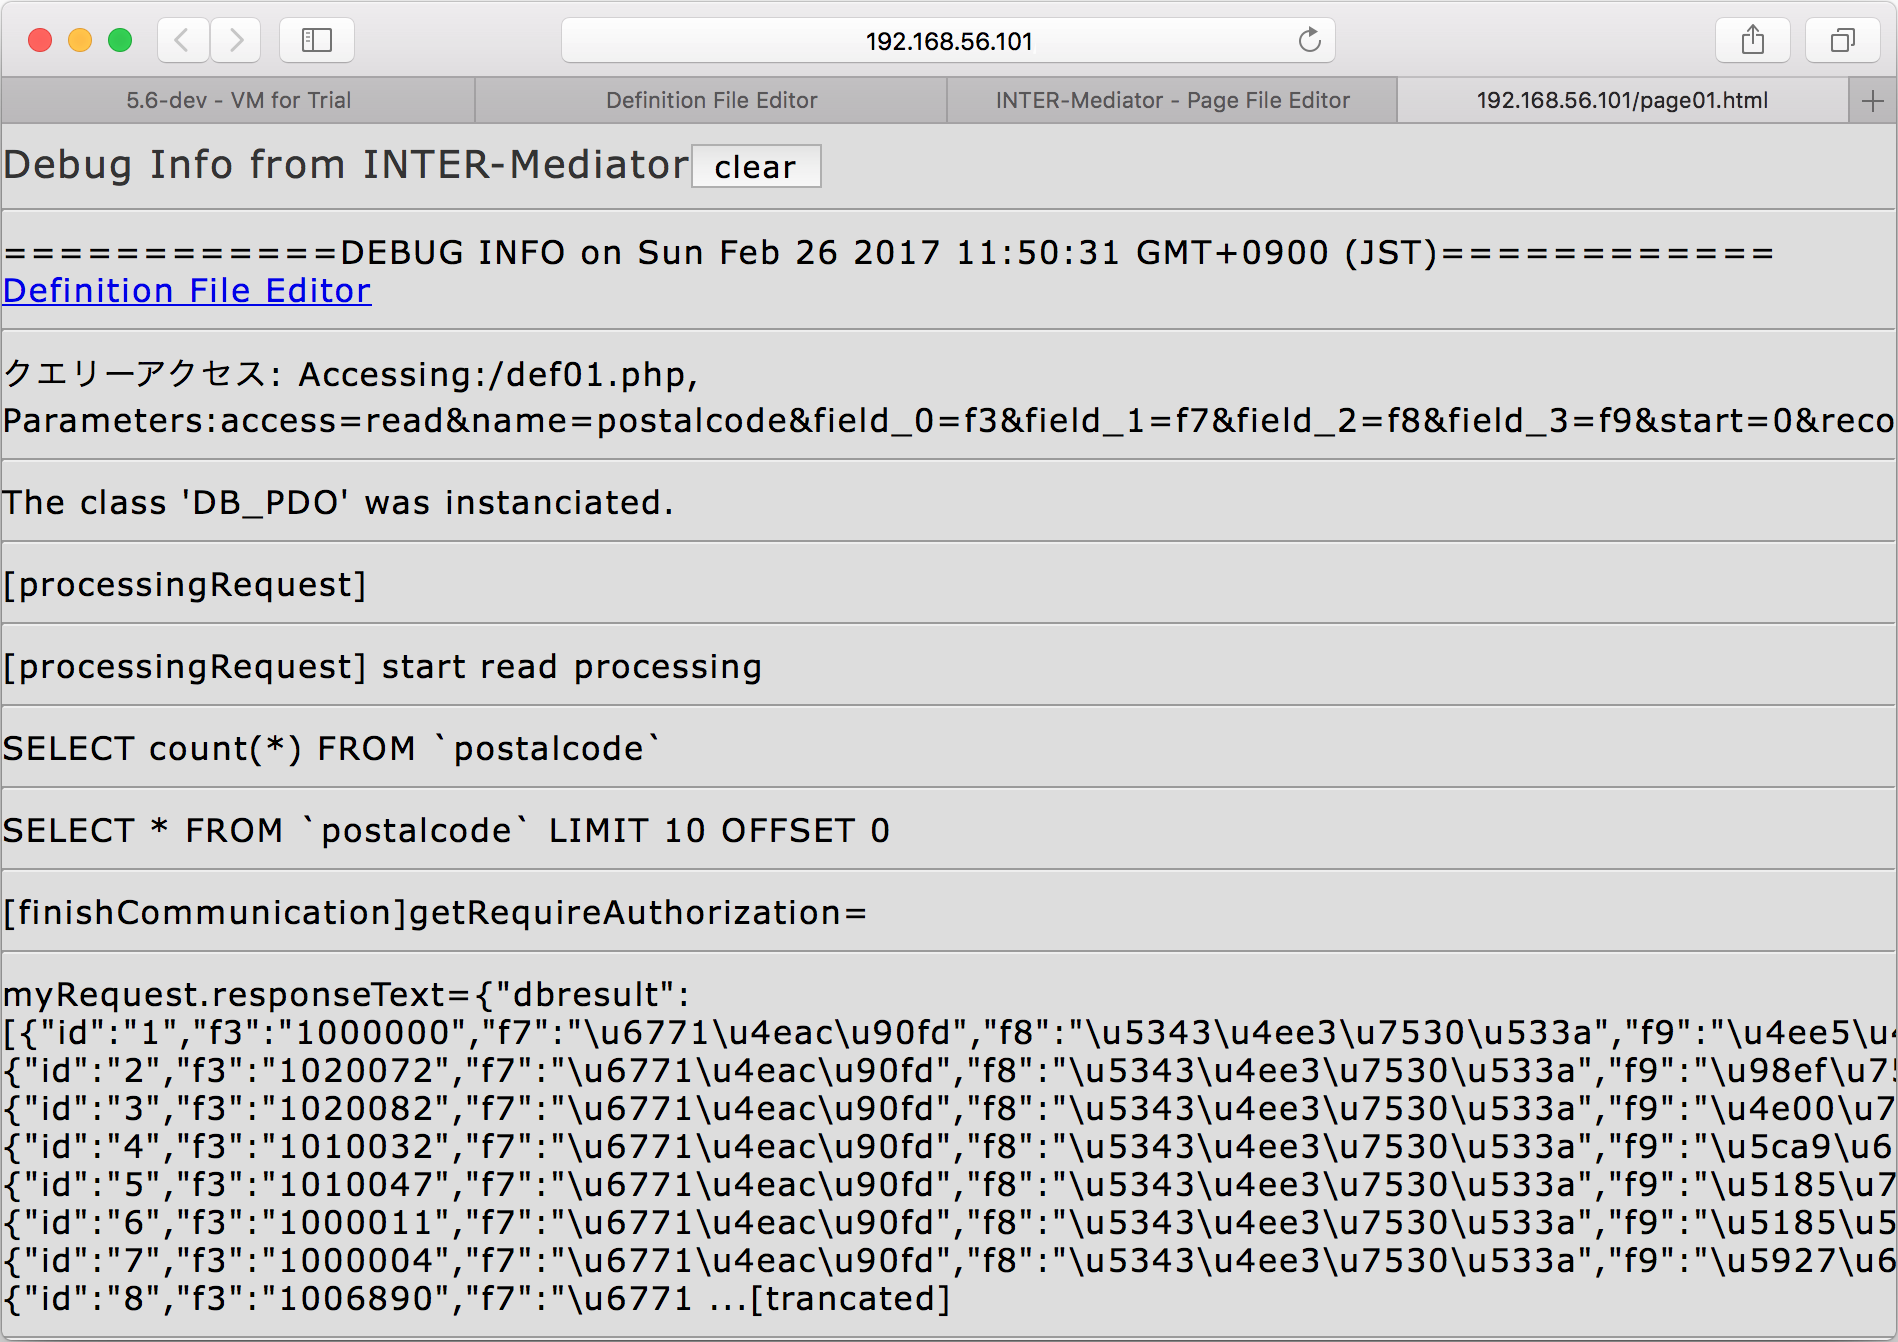 192.168.56.101
5.6-dev - VM for Trial
Definition File Editor
INTER-Mediator - Page File Editor
192.168.56.101/page01.html
Debug Info from INTER-Mediator clear
============DEBUG INFO on Sun Feb 26 2017 11:50:31 GMT+0900 (JST)============
Definition File Editor
クエリーアクセス: Accessing:/def01.php,
Parameters:access=read&name=postalcode&field_0=f3&field_1=f7&field_2=f8&field_3=f9&start=0&reco
The class 'DB_PDO' was instanciated.
[processingRequest]
[processingRequest] start read processing
SELECT count(*) FROM `postalcode`
SELECT * FROM `postalcode` LIMIT 10 OFFSET 0
[finishCommunication]getRequireAuthorization=
myRequest.responseText={"dbresult":
[{"id":"1","f3":"1000000","f7":"\u6771\u4eac\u90fd","f8":"\u5343\u4ee3\u7530\u533a","f9":"\u4ee5\u4
{"id":"2","f3":"1020072","f7":"\u6771\u4eac\u90fd","f8":"\u5343\u4ee3\u7530\u533a","f9":"\u98ef\u75
{"id":"3","f3":"1020082","f7":"\u6771\u4eac\u90fd","f8":"\u5343\u4ee3\u7530\u533a","f9":"\u4e00\u7
{"id":"4","f3":"1010032","f7":"\u6771\u4eac\u90fd","f8":"\u5343\u4ee3\u7530\u533a","f9":"\u5ca9\u6
{"id":"5","f3":"1010047","f7":"\u6771\u4eac\u90fd","f8":"\u5343\u4ee3\u7530\u533a","f9":"\u5185\u7
{"id":"6","f3":"1000011","f7":"\u6771\u4eac\u90fd","f8":"\u5343\u4ee3\u7530\u533a","f9":"\u5185\u5
{"id":"7","f3":"1000004","f7":"\u6771\u4eac\u90fd","f8":"\u5343\u4ee3\u7530\u533a","f9":"\u5927\u6
{"id":"8","f3":"1006890","f7":"\u6771 ...[trancated]